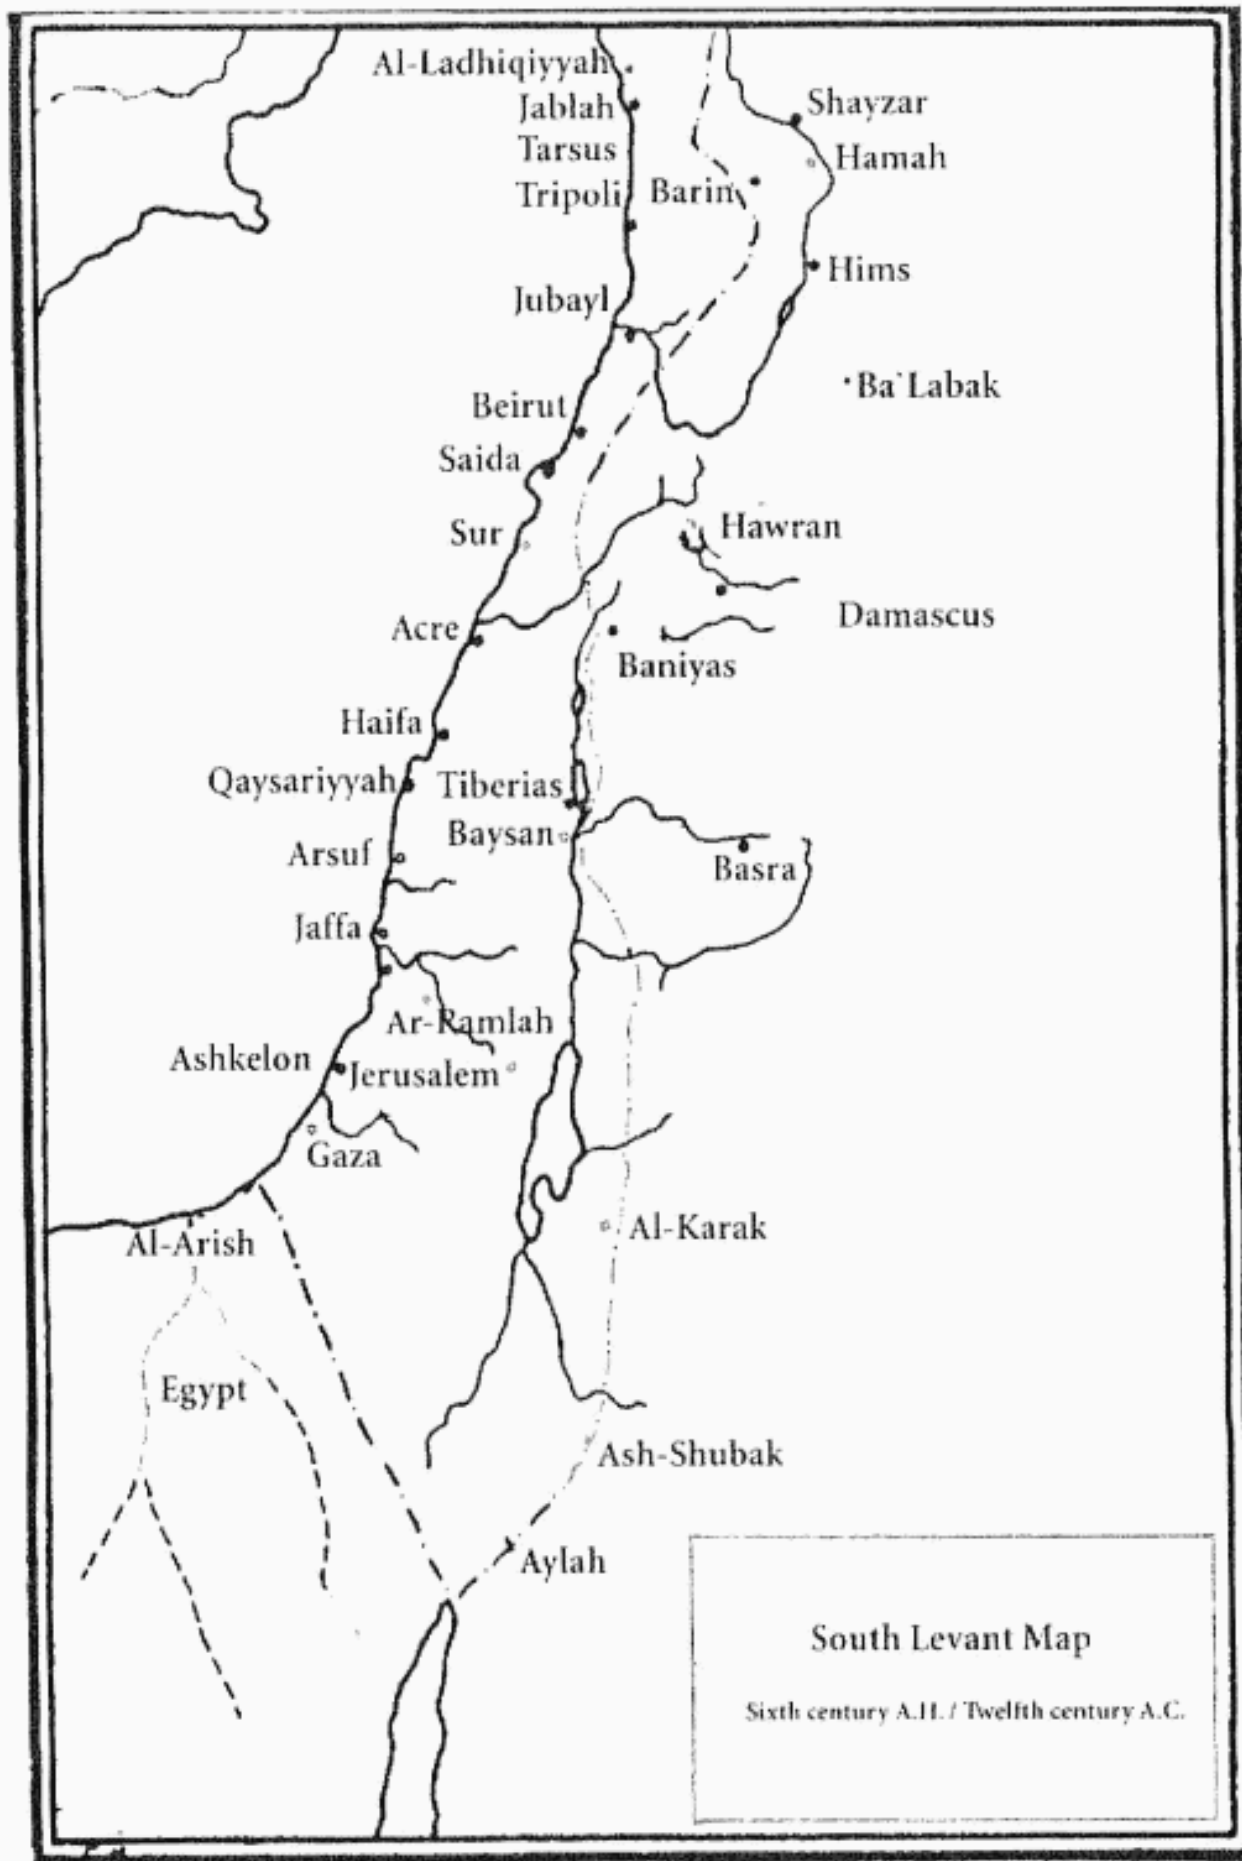 Al-Ladhiqiyyah
Jablah
Shayzar
Tarsus
Hamah
Tripoli
Barin
Hims
Jubayl
Ba`Labak
Beirut
Saida
Sur
Hawran
Acre
Damascus
Baniyas
Haifa
Qaysariyyah
Tiberias
Baysan
Arsuf
Basra
Jaffa
Ar-Ramlah
Ashkelon
Jerusalem
Gaza
Al-Karak
Al-Arish
Egypt
Ash-Shubak
Aylah
South Levant Map
Sixth century A.H. / Twelfth century A.C.